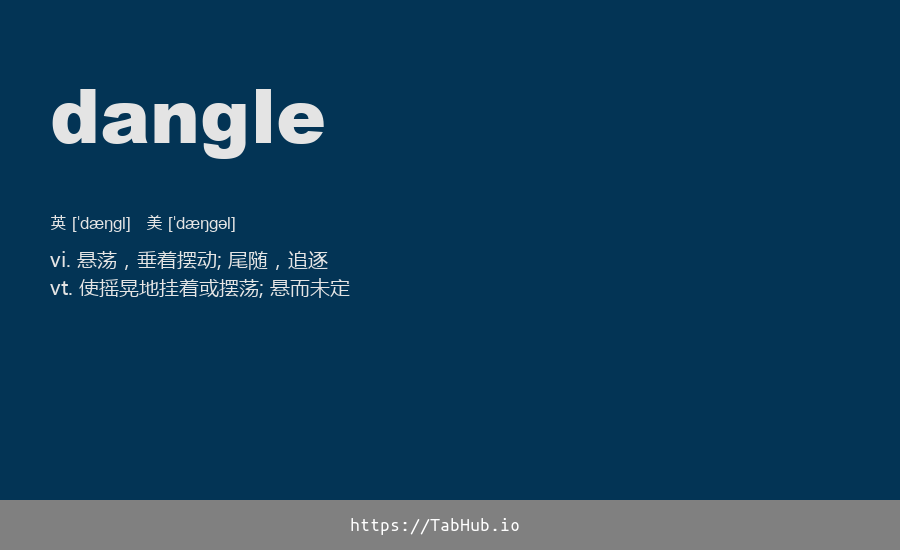 dangle
英 [ˈdæŋgl] 美 [ˈdæŋgəl]
vi. 悬荡，垂着摆动; 尾随，追逐
vt. 使摇晃地挂着或摆荡; 悬而未定
https://TabHub.io